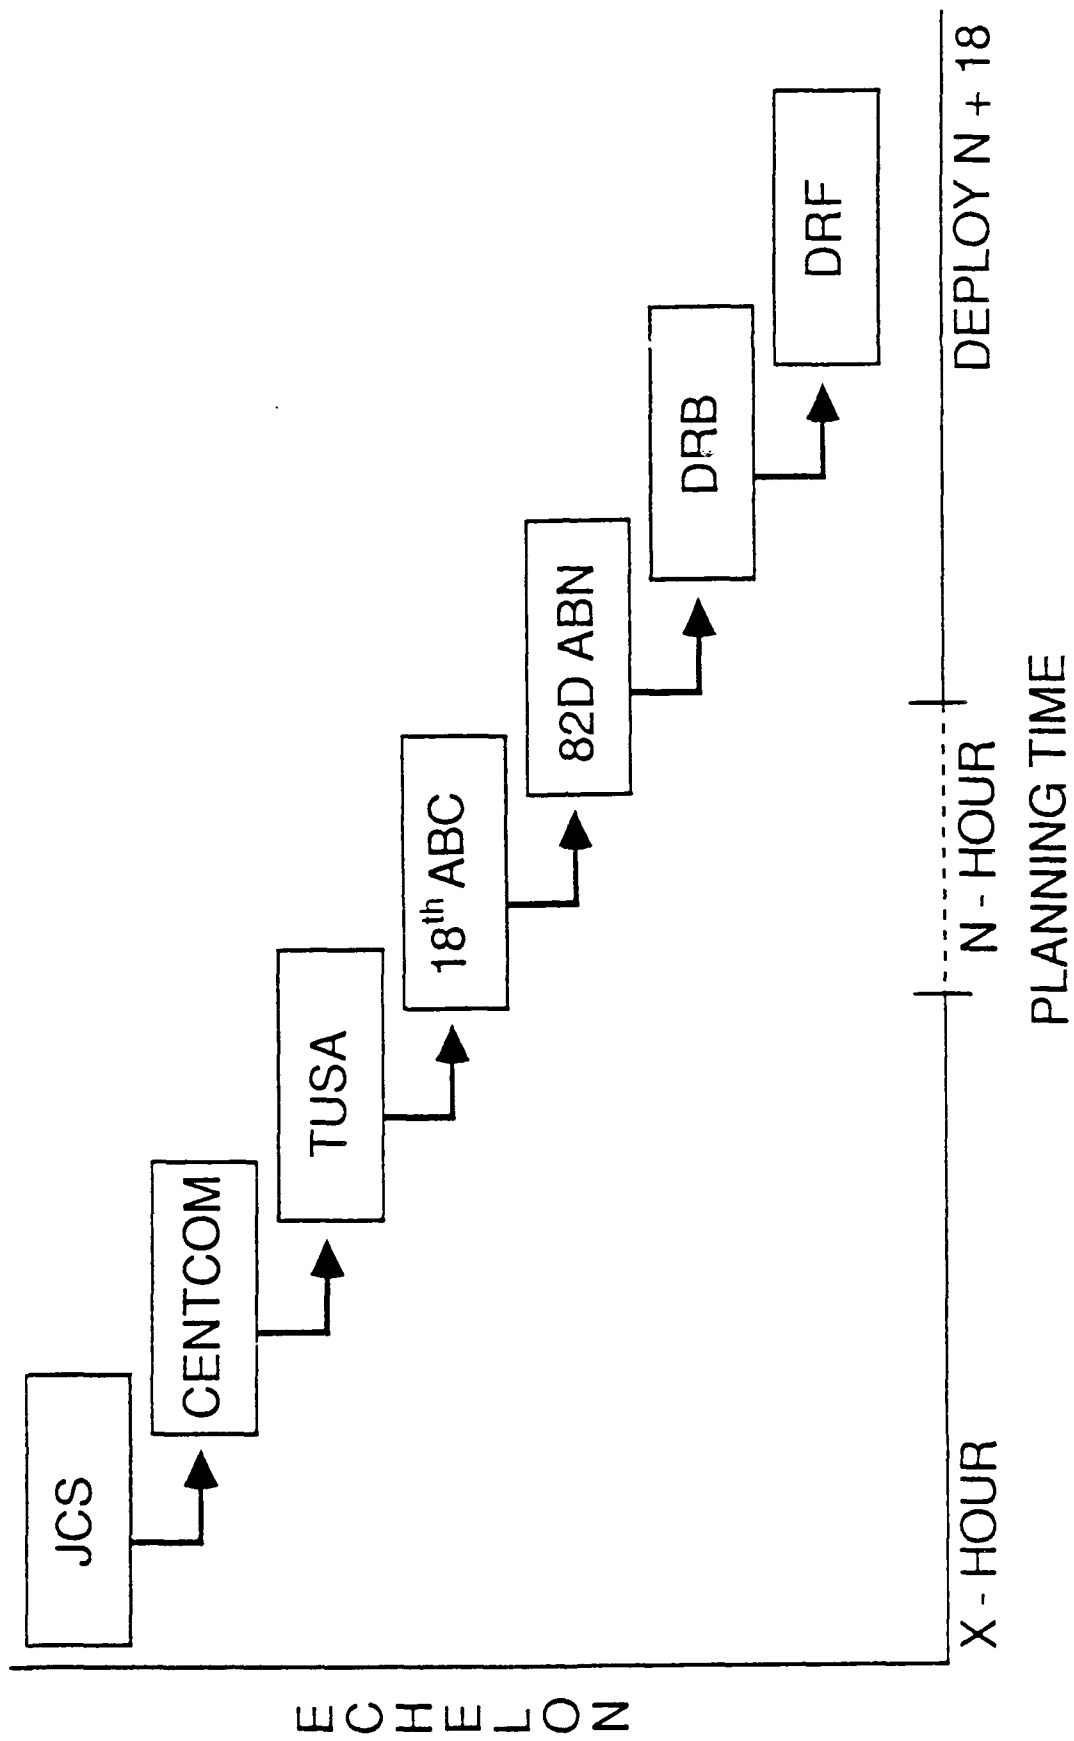 ECHELON
JCS
CENTCOM
TUSA
18th ABC
82D ABN
DRB
DRF
X - HOUR
N - HOUR
DEPLOY N + 18
PLANNING TIME